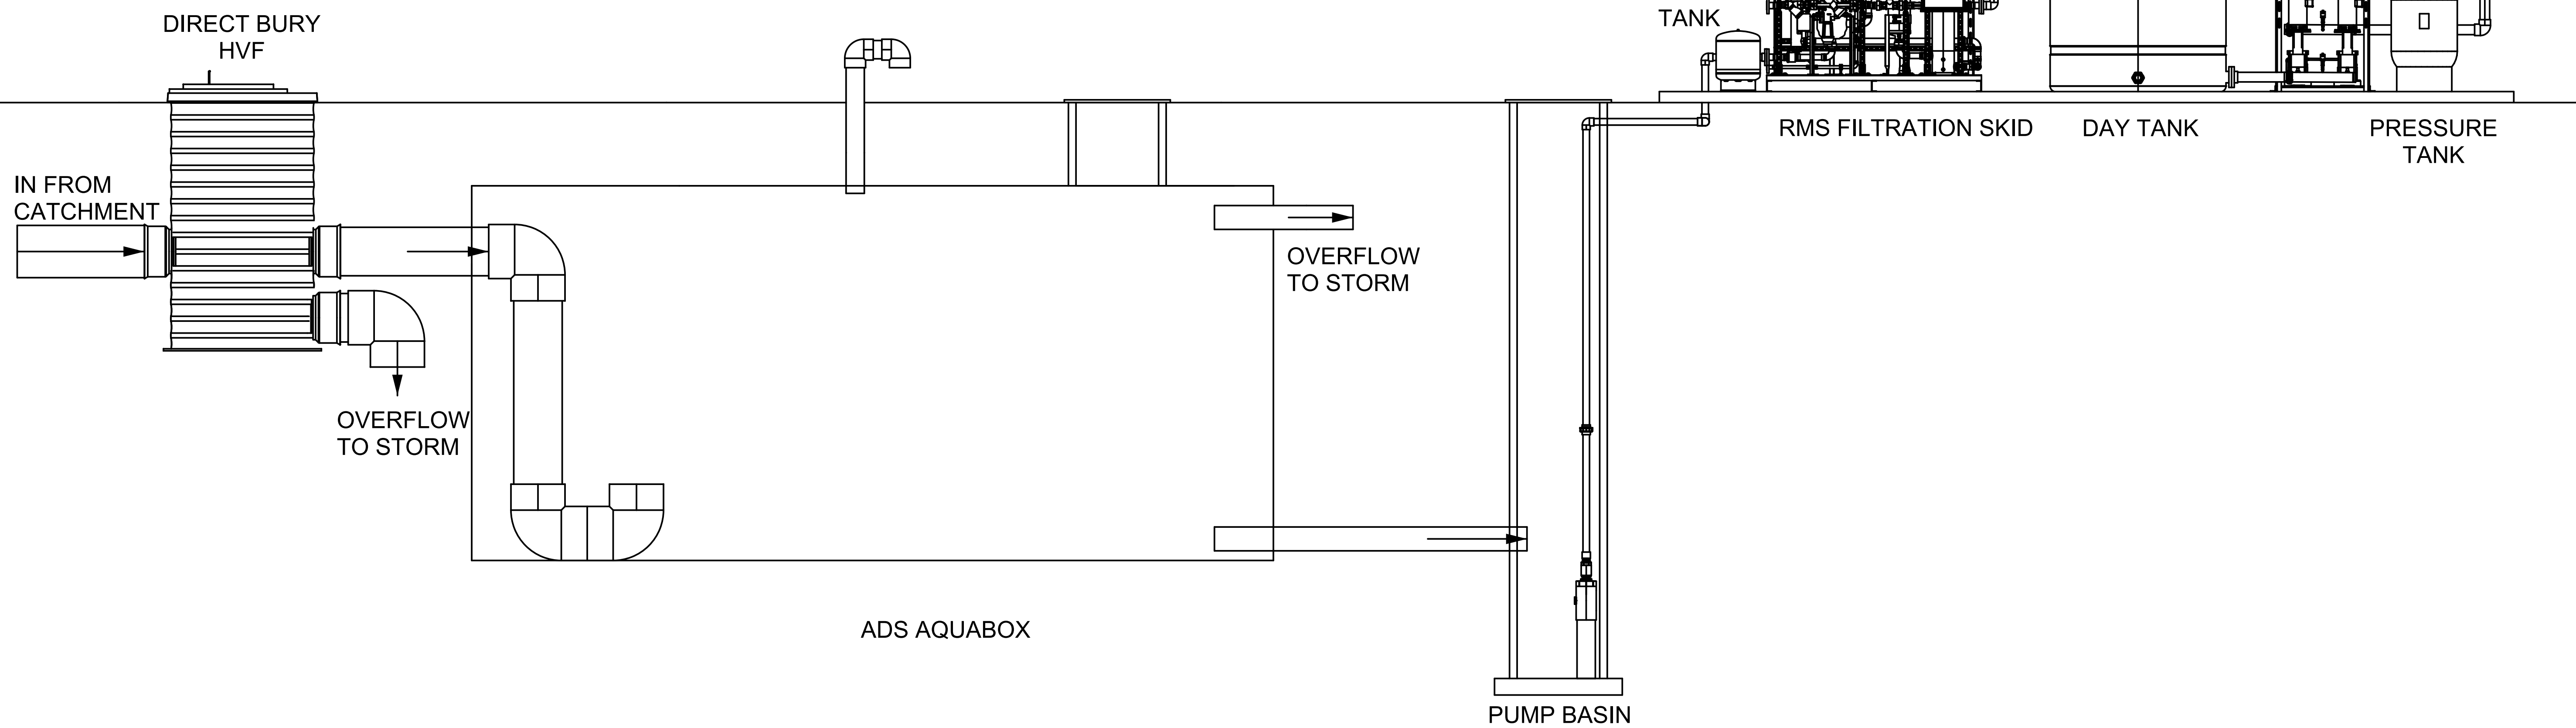 DIRECT BURY
HVF
IN FROM
CATCHMENT
OVERFLOW
TO STORM
ADS AQUABOX
OVERFLOW
TO STORM
PUMP BASIN
TANK
RMS FILTRATION SKID
DAY TANK
PRESSURE
TANK